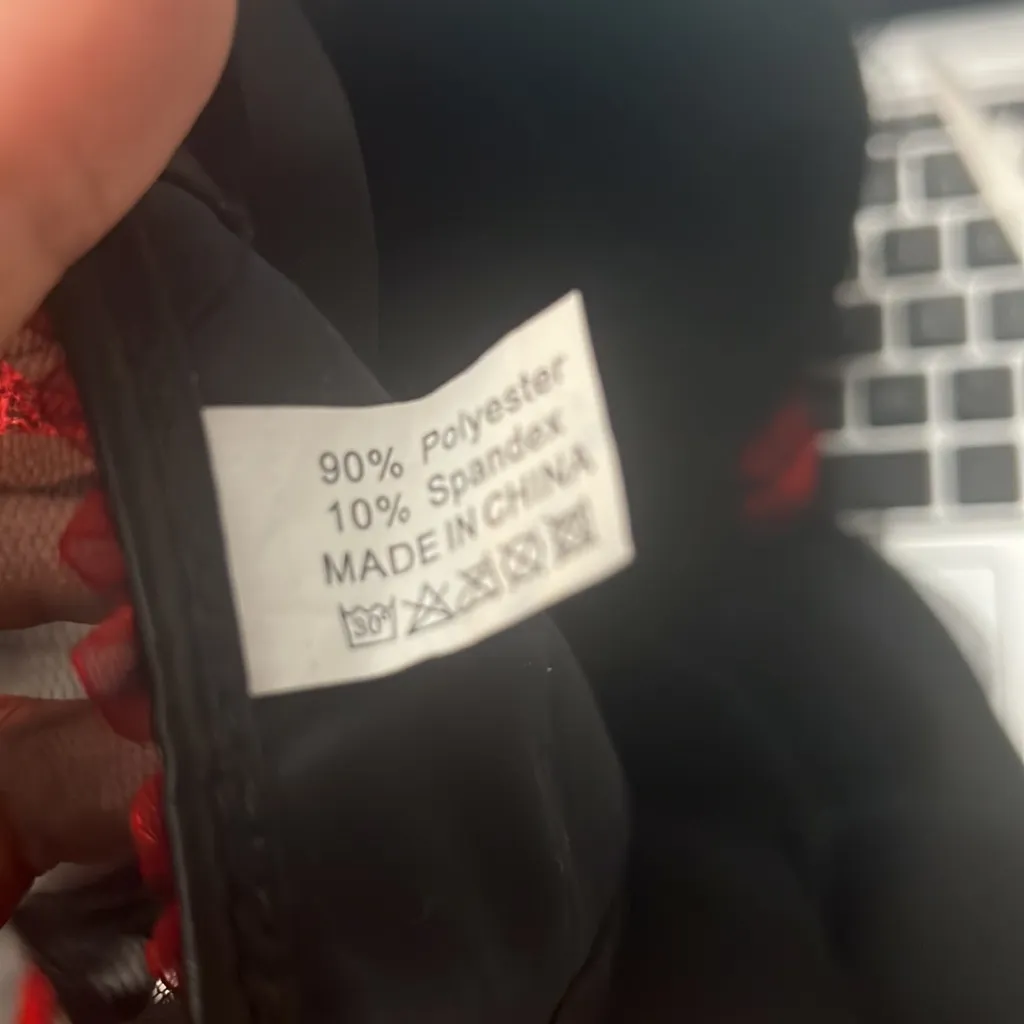 90% Polyester
10% Spandex
MADE IN CHINA
30°